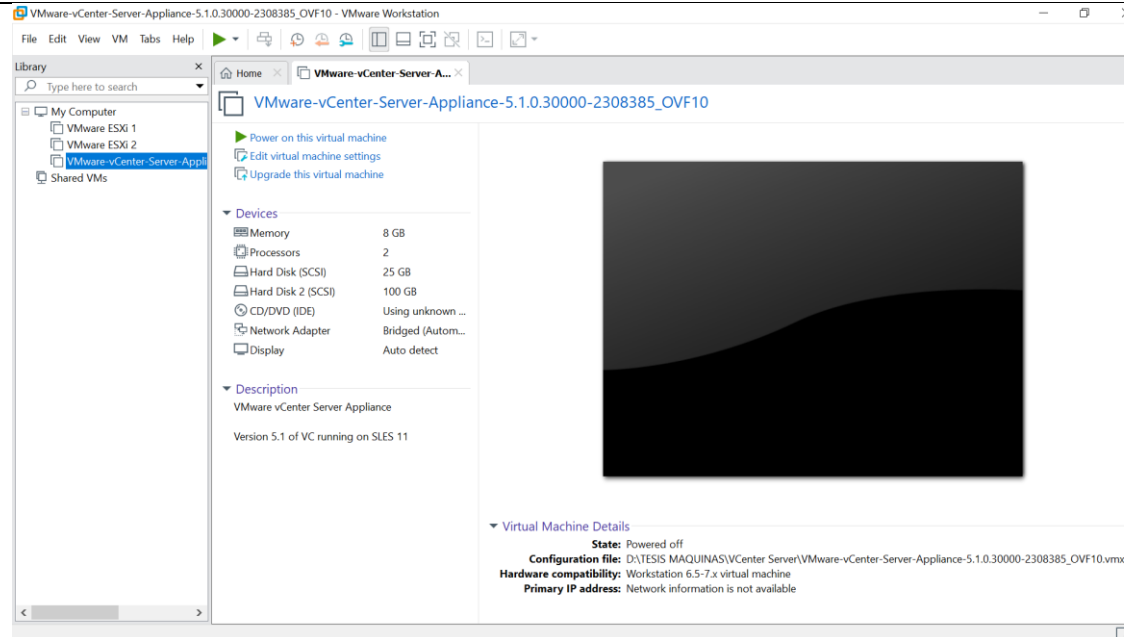 VMware-vCenter-Server-Appliance-5.1.0.30000-2308385_OVF10 - VMware Workstation
File Edit View VM Tabs Help
Library
Type here to search
My Computer
VMware ESXi 1
VMware ESXi 2
VMware-vCenter-Server-Appli
Shared VMs
Home
VMware-vCenter-Server-A...
VMware-vCenter-Server-Appliance-5.1.0.30000-2308385_OVF10
Power on this virtual machine
Edit virtual machine settings
Upgrade this virtual machine
Devices
Memory 8 GB
Processors 2
Hard Disk (SCSI) 25 GB
Hard Disk 2 (SCSI) 100 GB
CD/DVD (IDE) Using unknown ...
Network Adapter Bridged (Autom...
Display Auto detect
Description
VMware vCenter Server Appliance
Version 5.1 of VC running on SLES 11
Virtual Machine Details
State: Powered off
Configuration file: D:\TESIS MAQUINAS\VCenter Server\VMware-vCenter-Server-Appliance-5.1.0.30000-2308385_OVF10.vmx
Hardware compatibility: Workstation 6.5-7.x virtual machine
Primary IP address: Network information is not available